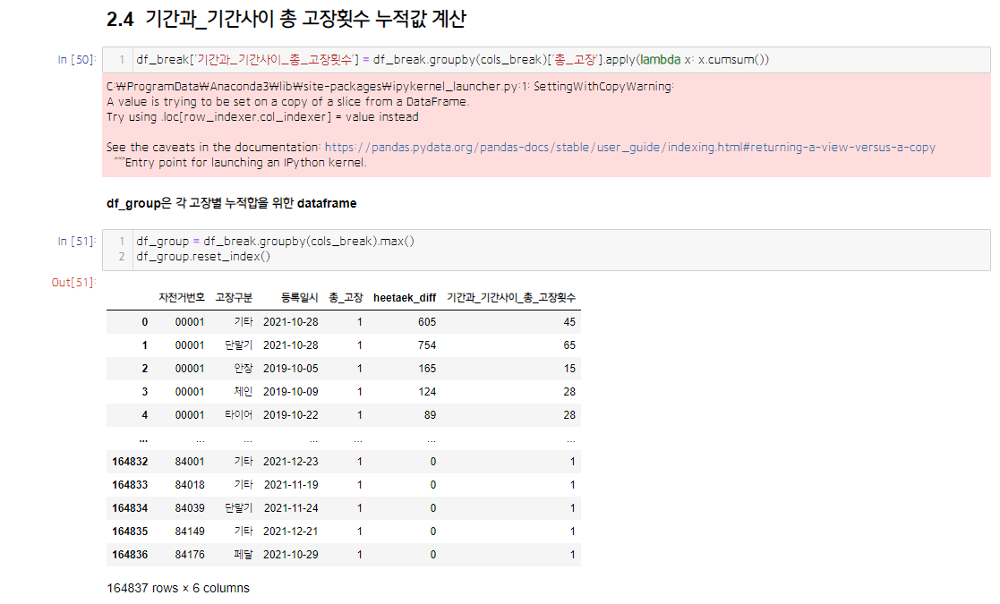 2.4 기간과_기간사이 총 고장횟수 누적값 계산
In [50]:
1 df_break['기간과_기간사이_총_고장횟수'] = df_break.groupby(cols_break)['총_고장'].apply(lambda x: x.cumsum())
C:₩ProgramData₩Anaconda3₩lib₩site-packages₩ipykernel_launcher.py:1: SettingWithCopyWarning:
A value is trying to be set on a copy of a slice from a DataFrame.
Try using .loc[row_indexer,col_indexer] = value instead
See the caveats in the documentation: https://pandas.pydata.org/pandas-docs/stable/user_guide/indexing.html#returning-a-view-versus-a-copy
"""Entry point for launching an IPython kernel.
df_group은 각 고장별 누적합을 위한 dataframe
In [51]:
1 df_group = df_break.groupby(cols_break).max()
2 df_group.reset_index()
Out[51]:
자전거번호 고장구분 등록일시 총_고장 heetaek_diff 기간과_기간사이_총_고장횟수
0 00001 기타 2021-10-28 1 605 45
1 00001 단말기 2021-10-28 1 754 65
2 00001 안장 2019-10-05 1 165 15
3 00001 체인 2019-10-09 1 124 28
4 00001 타이어 2019-10-22 1 89 28
... ... ... ... ... ... ...
164832 84001 기타 2021-12-23 1 0 1
164833 84018 기타 2021-11-19 1 0 1
164834 84039 단말기 2021-11-24 1 0 1
164835 84149 기타 2021-12-21 1 0 1
164836 84176 페달 2021-10-29 1 0 1
164837 rows × 6 columns